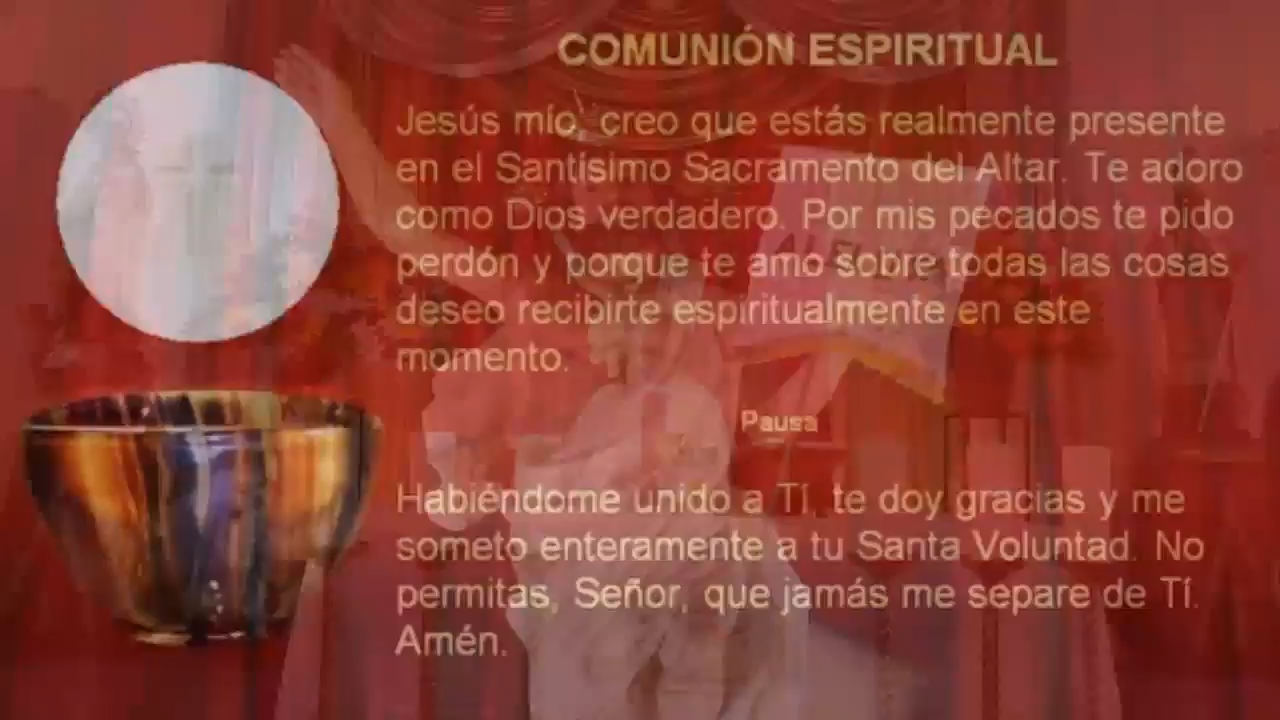 COMUNIÓN ESPIRITUAL
Jesús mío, creo que estás realmente presente
en el Santísimo Sacramento del Altar. Te adoro
como Dios verdadero. Por mis pecados te pido
perdón y porque te amo sobre todas las cosas
deseo recibirte espiritualmente en este
momento.
Pausa
Habiéndome unido a Tí, te doy gracias y me
someto enteramente a tu Santa Voluntad. No
permitas, Señor, que jamás me separe de Tí.
Amén.